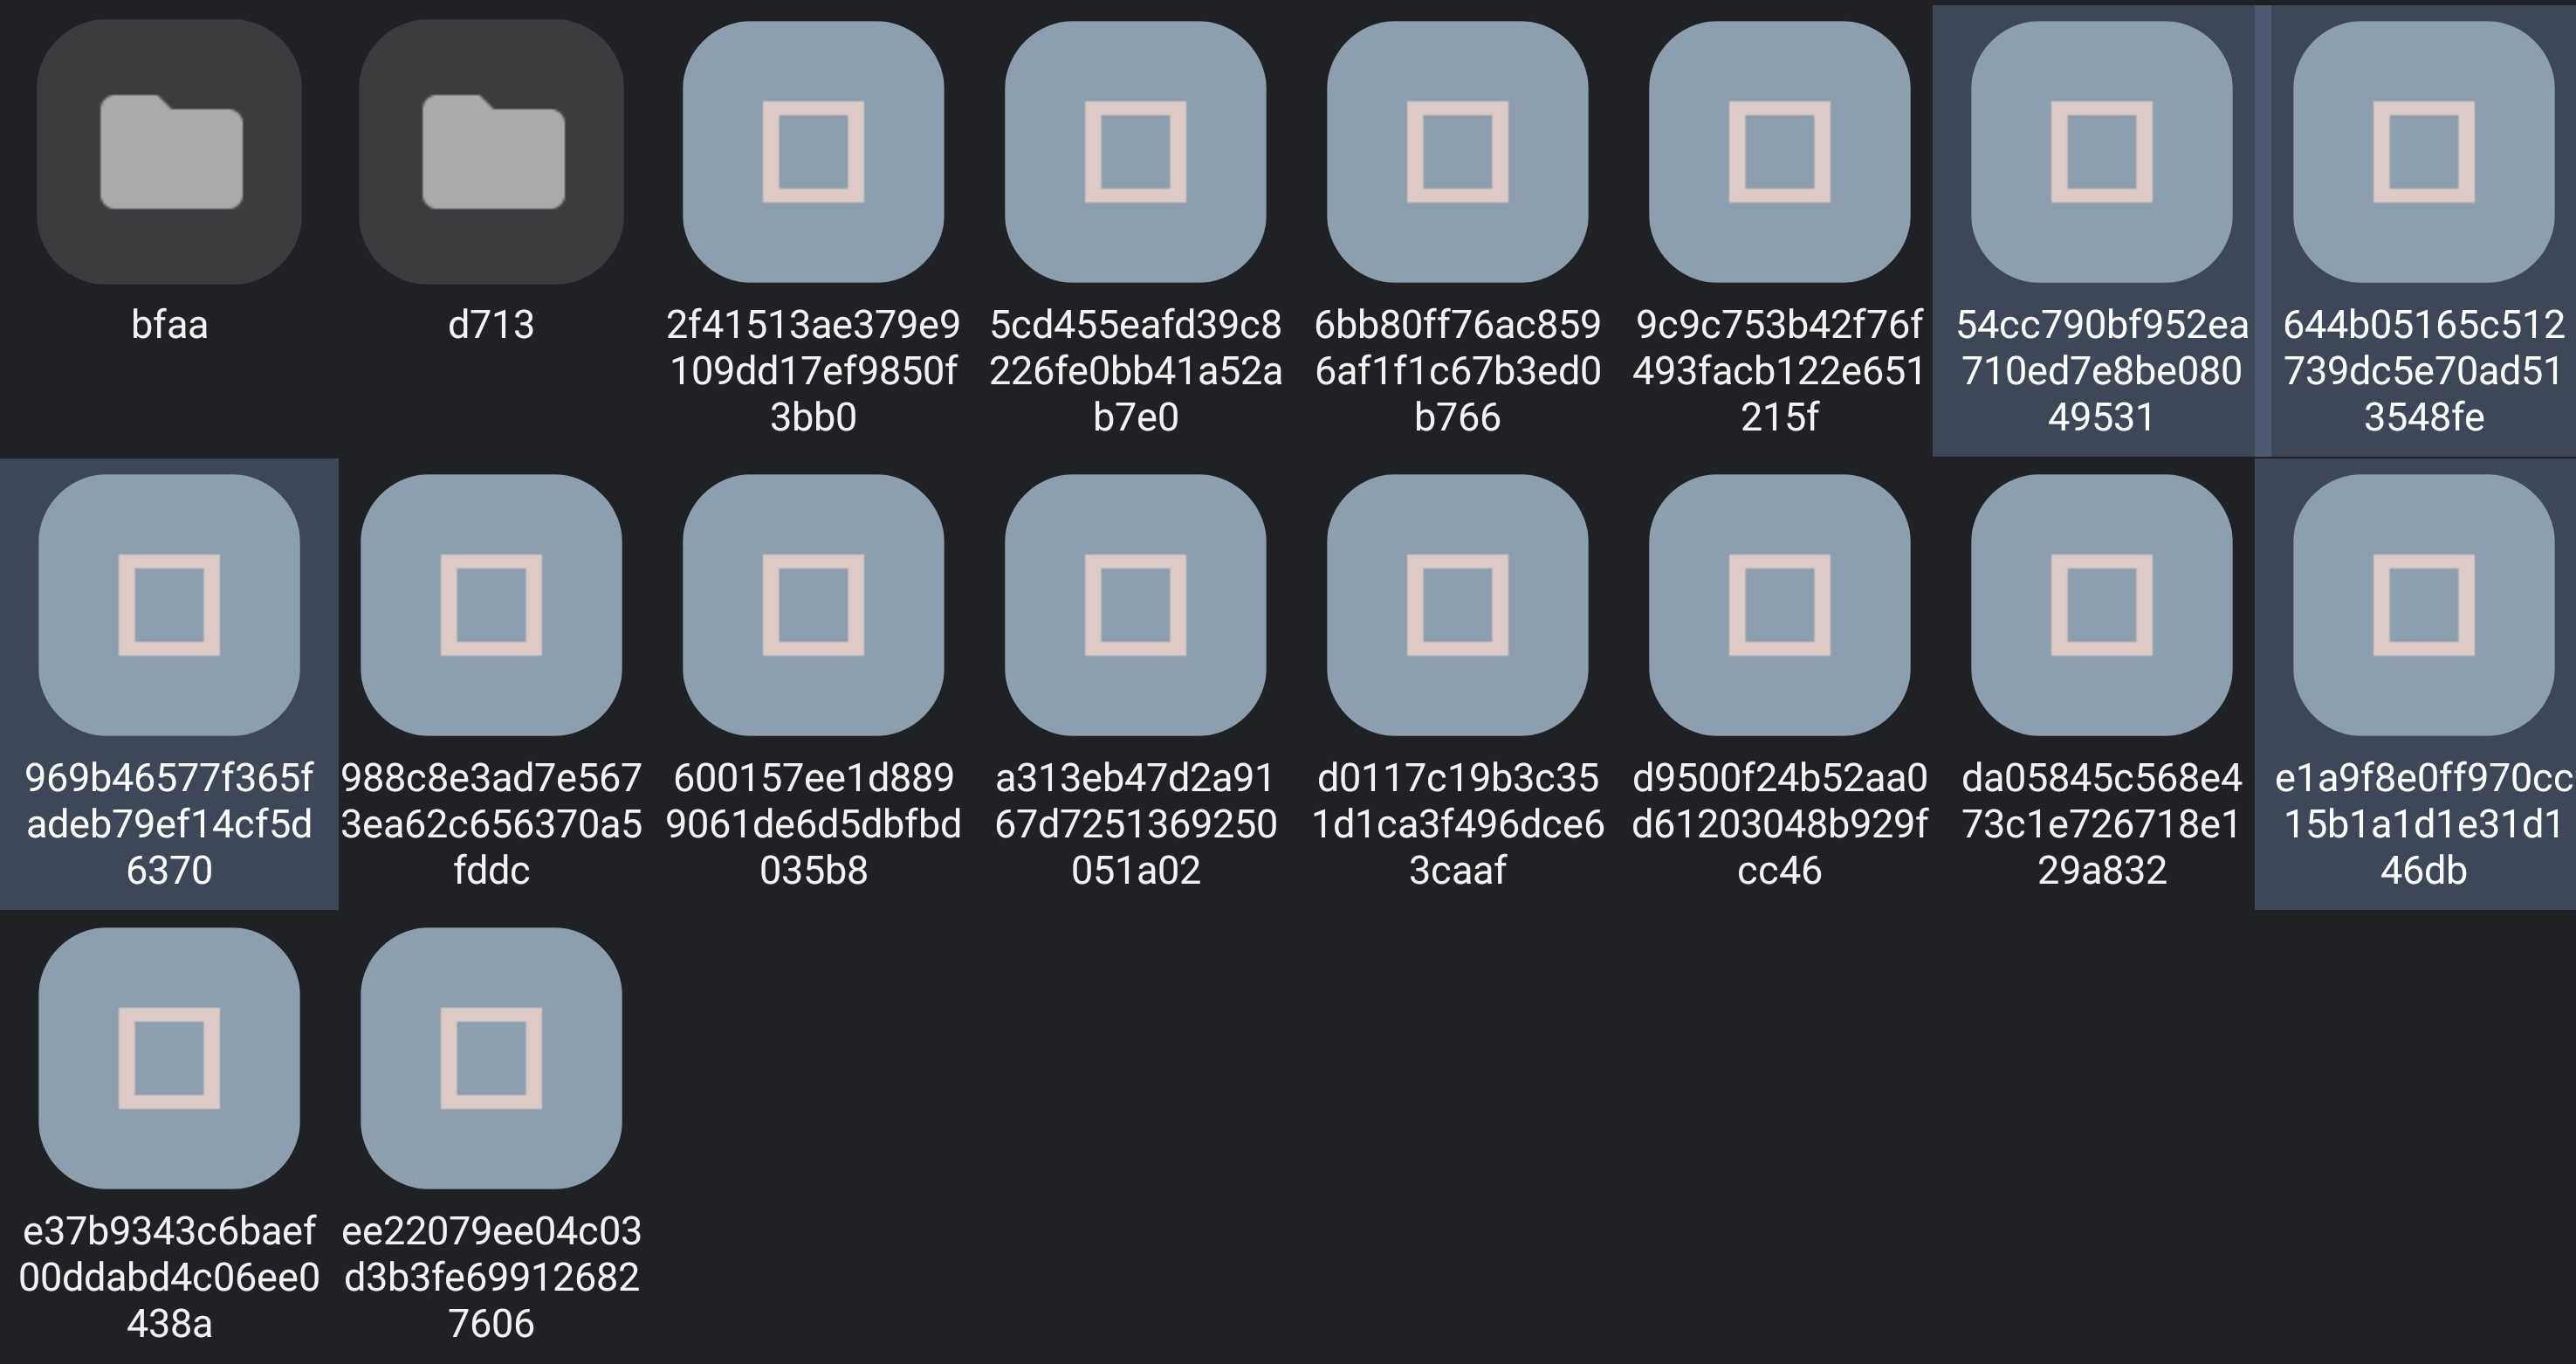 bfaa
d713
2f41513ae379e9
109dd17ef9850f
3bb0
5cd455eafd39c8
226fe0bb41a52a
b7e0
6bb80ff76ac859
6af1f1c67b3ed0
b766
9c9c753b42f76f
493facb122e651
215f
54cc790bf952ea
710ed7e8be080
49531
644b05165c512
739dc5e70ad51
3548fe
969b46577f365f
adeb79ef14cf5d
6370
988c8e3ad7e567
3ea62c656370a5
fddc
600157ee1d889
9061de6d5dbfbd
035b8
a313eb47d2a91
67d7251369250
051a02
d0117c19b3c35
1d1ca3f496dce6
3caaf
d9500f24b52aa0
d61203048b929f
cc46
da05845c568e4
73c1e726718e1
29a832
e1a9f8e0ff970cc
15b1a1d1e31d1
46db
e37b9343c6baef
00ddabd4c06ee0
438a
ee22079ee04c03
d3b3fe69912682
7606